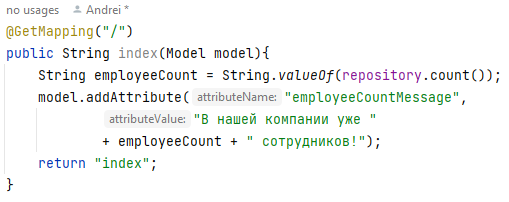 no usages Andrei *
@GetMapping("/")
public String index(Model model){
String employeeCount = String.valueOf(repository.count());
model.addAttribute( attributeName: "employeeCountMessage",
attributeValue: "В нашей компании уже "
+ employeeCount + " сотрудников!");
return "index";
}